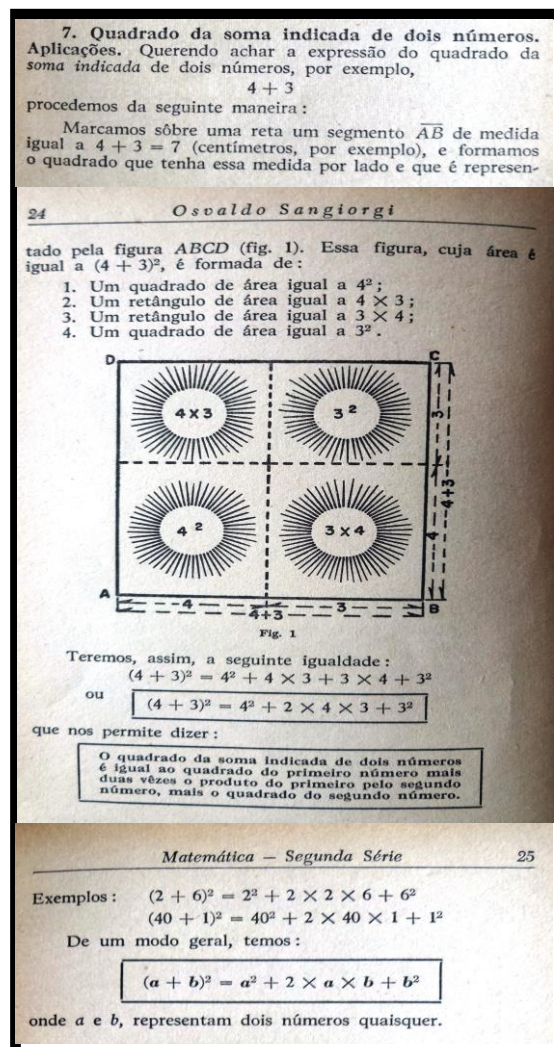 7. Quadrado da soma indicada de dois números.
Aplicações. Querendo achar a expressão do quadrado da
soma indicada de dois números, por exemplo,
4 + 3
procedemos da seguinte maneira :
Marcamos sôbre uma reta um segmento A̅B̅ de medida
igual a 4 + 3 = 7 (centímetros, por exemplo), e formamos
o quadrado que tenha essa medida por lado e que é represen-
24 Osvaldo Sangiorgi
tado pela figura ABCD (fig. 1). Essa figura, cuja área é
igual a (4 + 3)², é formada de :
1. Um quadrado de área igual a 4² ;
2. Um retângulo de área igual a 4 × 3 ;
3. Um retângulo de área igual a 3 × 4 ;
4. Um quadrado de área igual a 3² .
D C
4 x 3 3² 3
4+3
4² 3 x 4 4
A B
4 3
4+3
Fig. 1
Teremos, assim, a seguinte igualdade :
(4 + 3)² = 4² + 4 × 3 + 3 × 4 + 3²
ou (4 + 3)² = 4² + 2 × 4 × 3 + 3²
que nos permite dizer :
O quadrado da soma indicada de dois números
é igual ao quadrado do primeiro número mais
duas vêzes o produto do primeiro pelo segundo
número, mais o quadrado do segundo número.
Matemática — Segunda Série 25
Exemplos : (2 + 6)² = 2² + 2 × 2 × 6 + 6²
(40 + 1)² = 40² + 2 × 40 × 1 + 1²
De um modo geral, temos :
(a + b)² = a² + 2 × a × b + b²
onde a e b, representam dois números quaisquer.